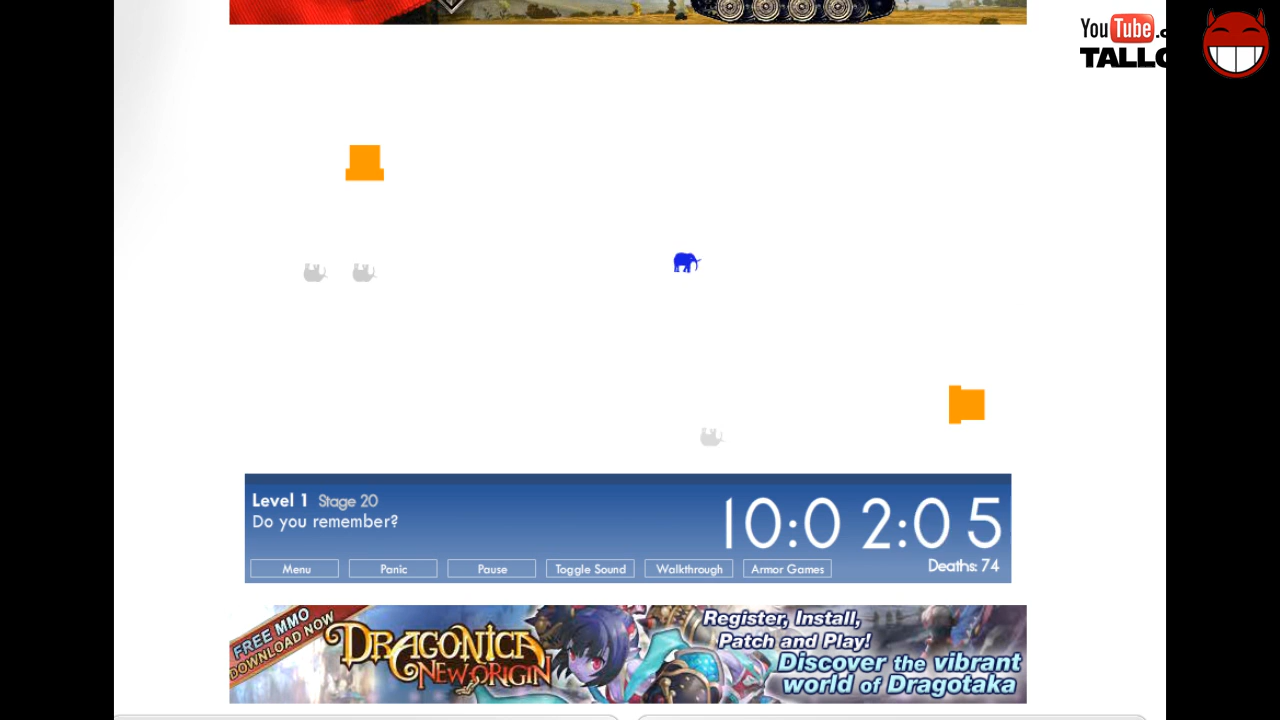 YouTube.c
TALLO
Level 1 Stage 20
Do you remember?
10:0 2:0 5
Deaths: 74
Menu
Panic
Pause
Toggle Sound
Walkthrough
Armor Games
FREE MMO
DOWNLOAD NOW
DRAGONICA
NEW ORIGIN
Register, Install,
Patch and Play!
Discover the vibrant
world of Dragotaka